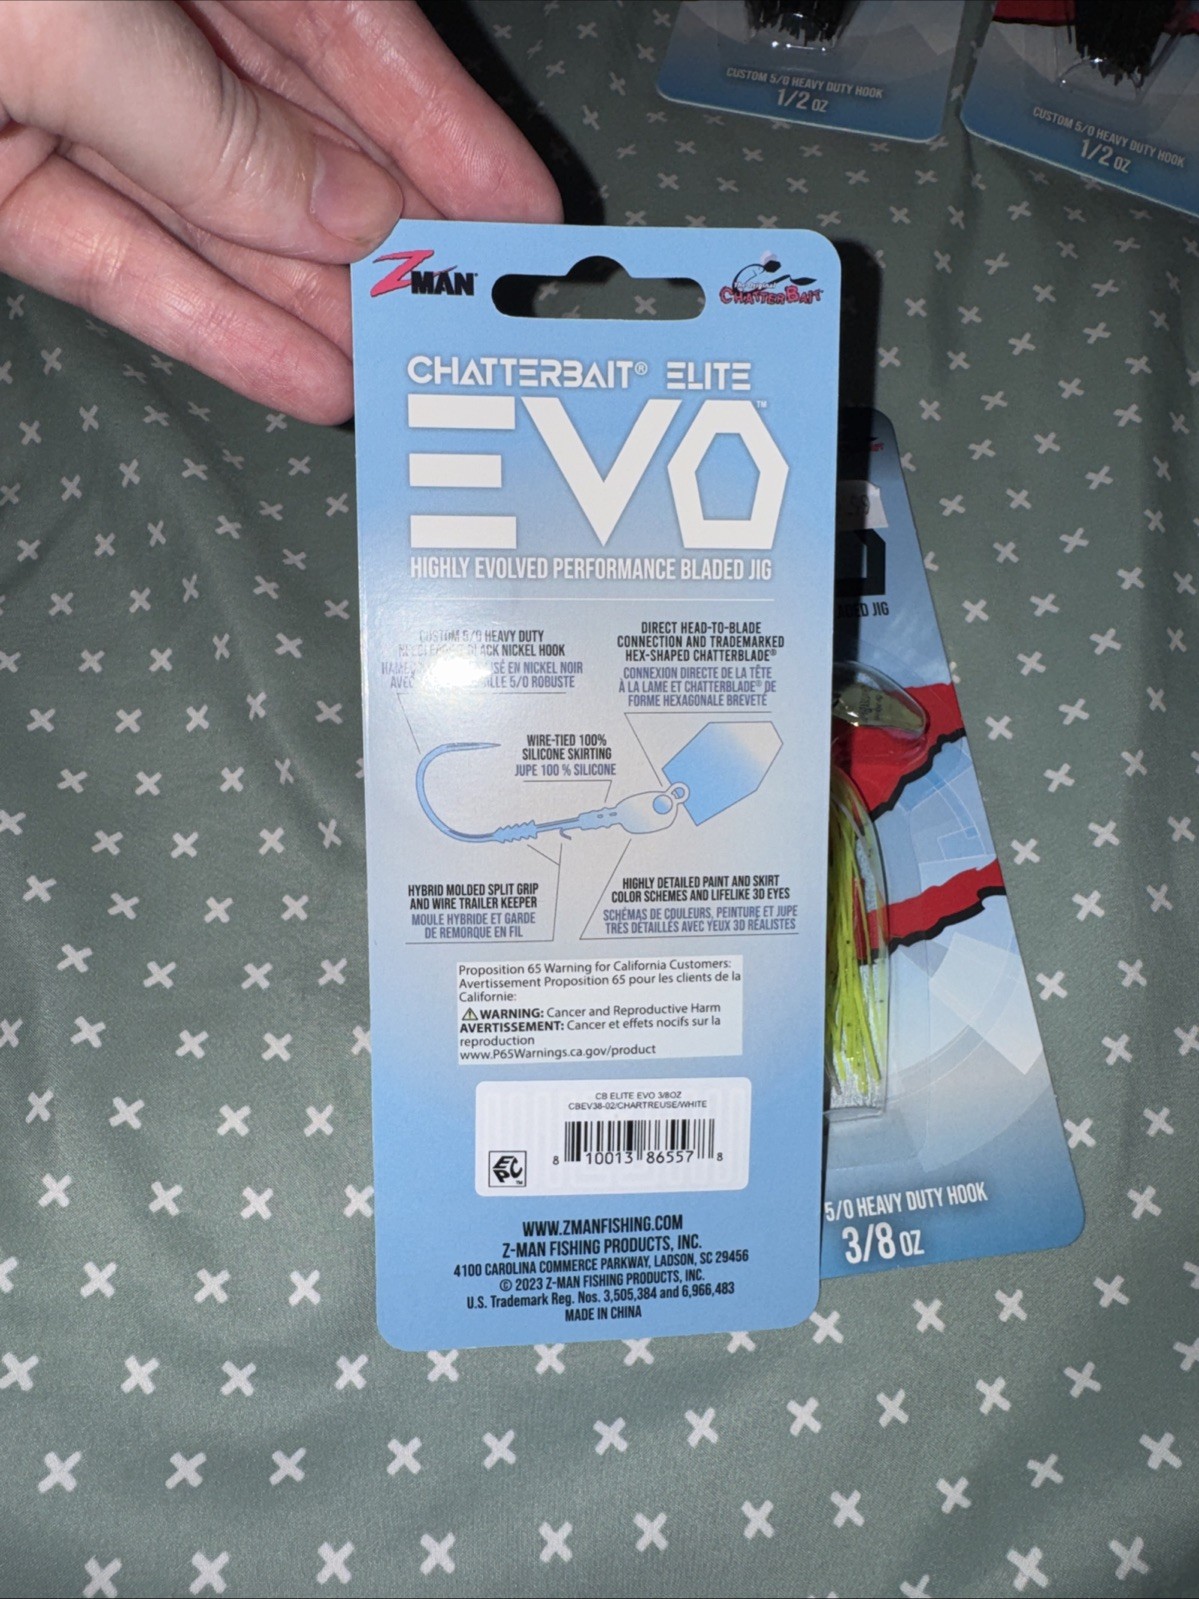 CUSTOM 5/0 HEAVY DUTY HOOK
1/2 OZ
CUSTOM 5/0 HEAVY DUTY HOOK
1/2 OZ
ZMAN
CHATTERBAIT
CHATTERBAIT® ELITE
EVO™
HIGHLY EVOLVED PERFORMANCE BLADED JIG
CUSTOM 5/0 HEAVY DUTY
BLACK NICKEL HOOK
EN NICKEL NOIR
5/0 ROBUSTE
DIRECT HEAD-TO-BLADE
CONNECTION AND TRADEMARKED
HEX-SHAPED CHATTERBLADE®
CONNEXION DIRECTE DE LA TÊTE
À LA LAME ET CHATTERBLADE® DE
FORME HEXAGONALE BREVETÉ
WIRE-TIED 100%
SILICONE SKIRTING
JUPE 100 % SILICONE
HYBRID MOLDED SPLIT GRIP
AND WIRE TRAILER KEEPER
MOULE HYBRIDE ET GARDE
DE REMORQUE EN FIL
HIGHLY DETAILED PAINT AND SKIRT
COLOR SCHEMES AND LIFELIKE 3D EYES
SCHÉMAS DE COULEURS, PEINTURE ET JUPE
TRÈS DÉTAILLÉS AVEC YEUX 3D RÉALISTES
Proposition 65 Warning for California Customers:
Avertissement Proposition 65 pour les clients de la
Californie:
⚠WARNING: Cancer and Reproductive Harm
AVERTISSEMENT: Cancer et effets nocifs sur la
reproduction
www.P65Warnings.ca.gov/product
CB ELITE EVO 3/8OZ
CBEV38-02/CHARTREUSE/WHITE
8 10013 86557 8
EPC™
WWW.ZMANFISHING.COM
Z-MAN FISHING PRODUCTS, INC.
4100 CAROLINA COMMERCE PARKWAY, LADSON, SC 29456
© 2023 Z-MAN FISHING PRODUCTS, INC.
U.S. Trademark Reg. Nos. 3,505,384 and 6,966,483
MADE IN CHINA
JIG
5/0 HEAVY DUTY HOOK
3/8 OZ